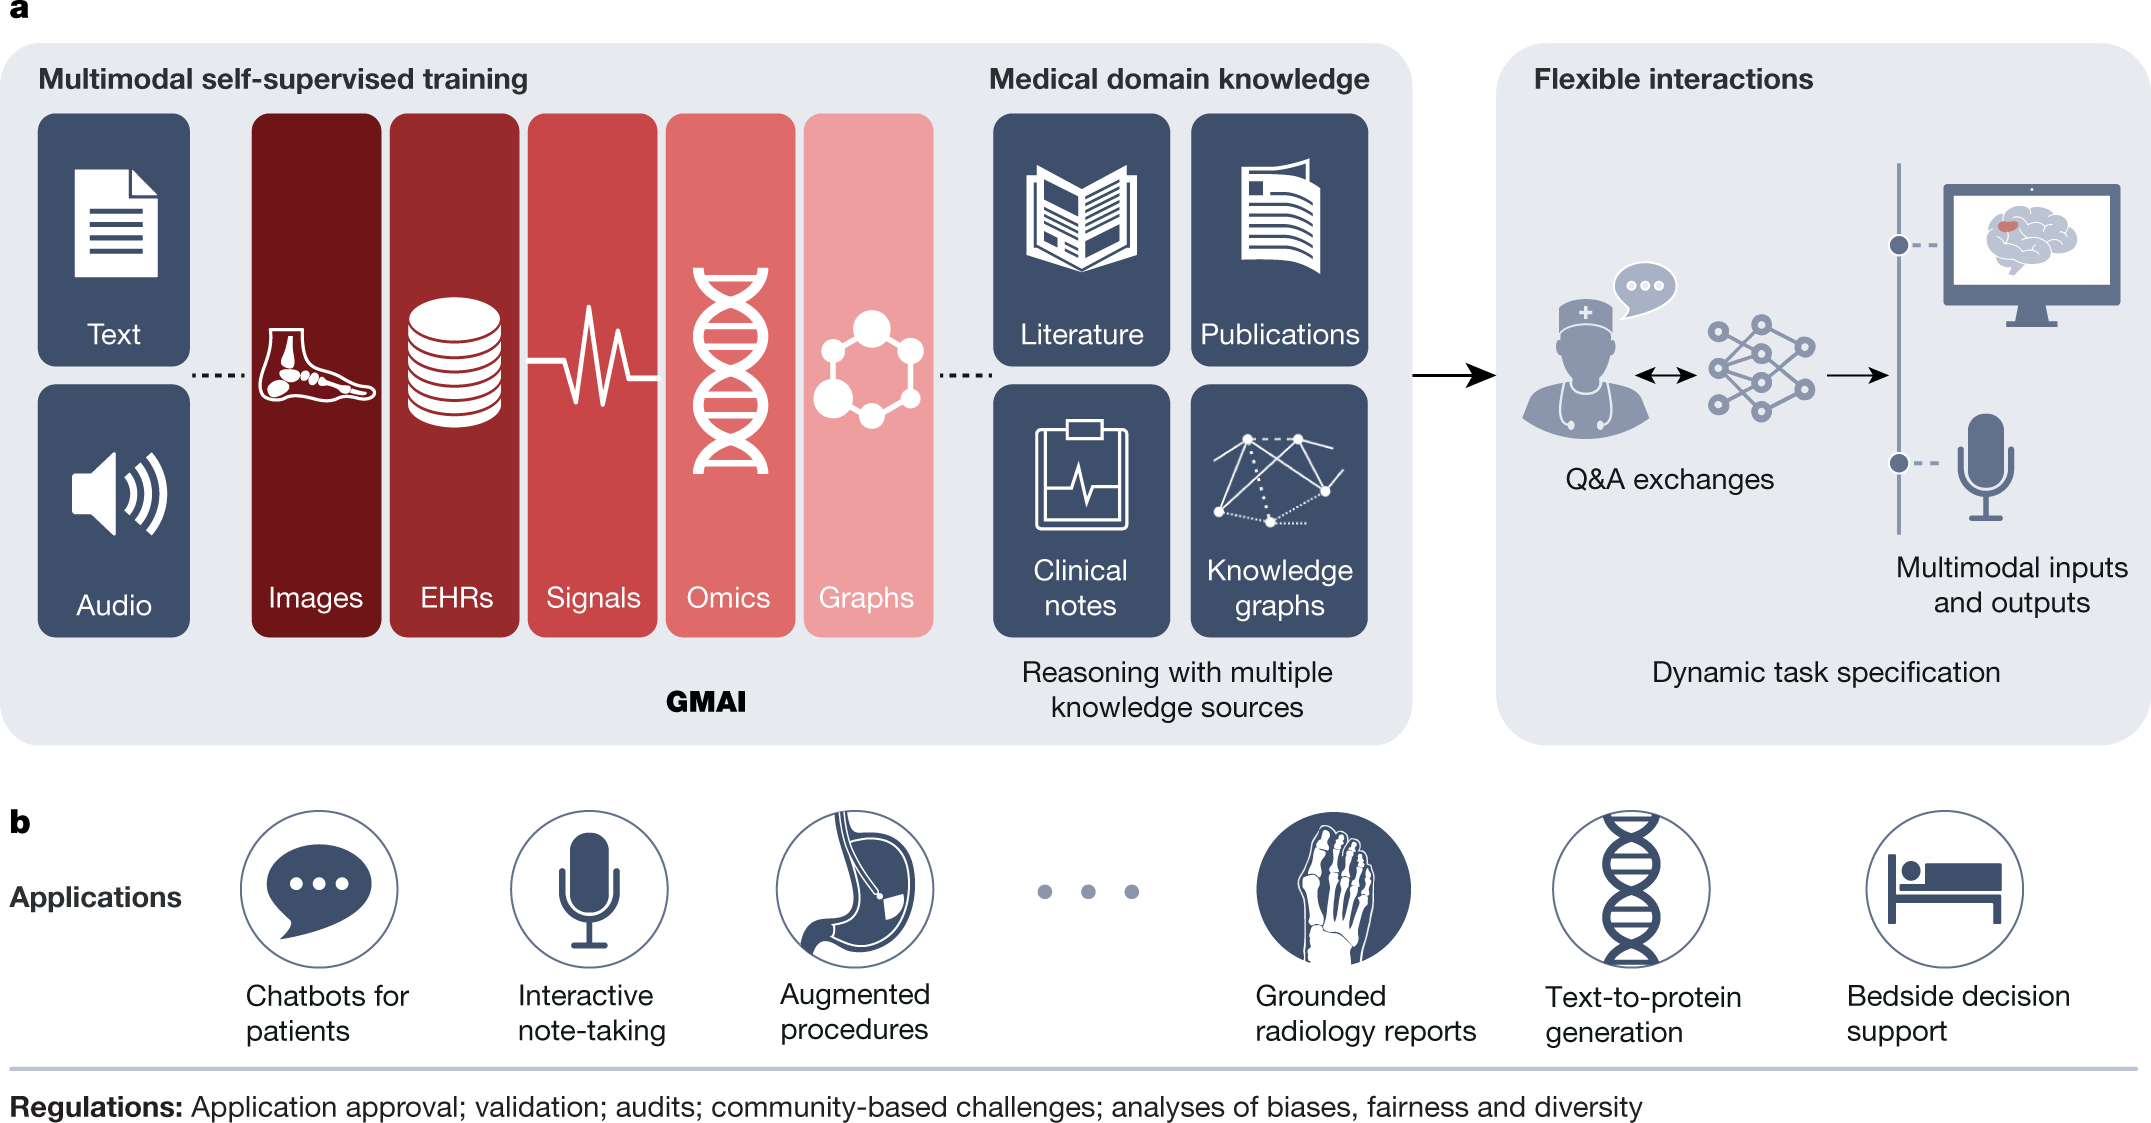 a
Multimodal self-supervised training
Medical domain knowledge
Flexible interactions
Text
Audio
Images
EHRs
Signals
Omics
Graphs
Literature
Publications
Clinical
notes
Knowledge
graphs
Reasoning with multiple
knowledge sources
GMAI
Q&A exchanges
Multimodal inputs
and outputs
Dynamic task specification
b
Applications
Chatbots for
patients
Interactive
note-taking
Augmented
procedures
Grounded
radiology reports
Text-to-protein
generation
Bedside decision
support
Regulations: Application approval; validation; audits; community-based challenges; analyses of biases, fairness and diversity